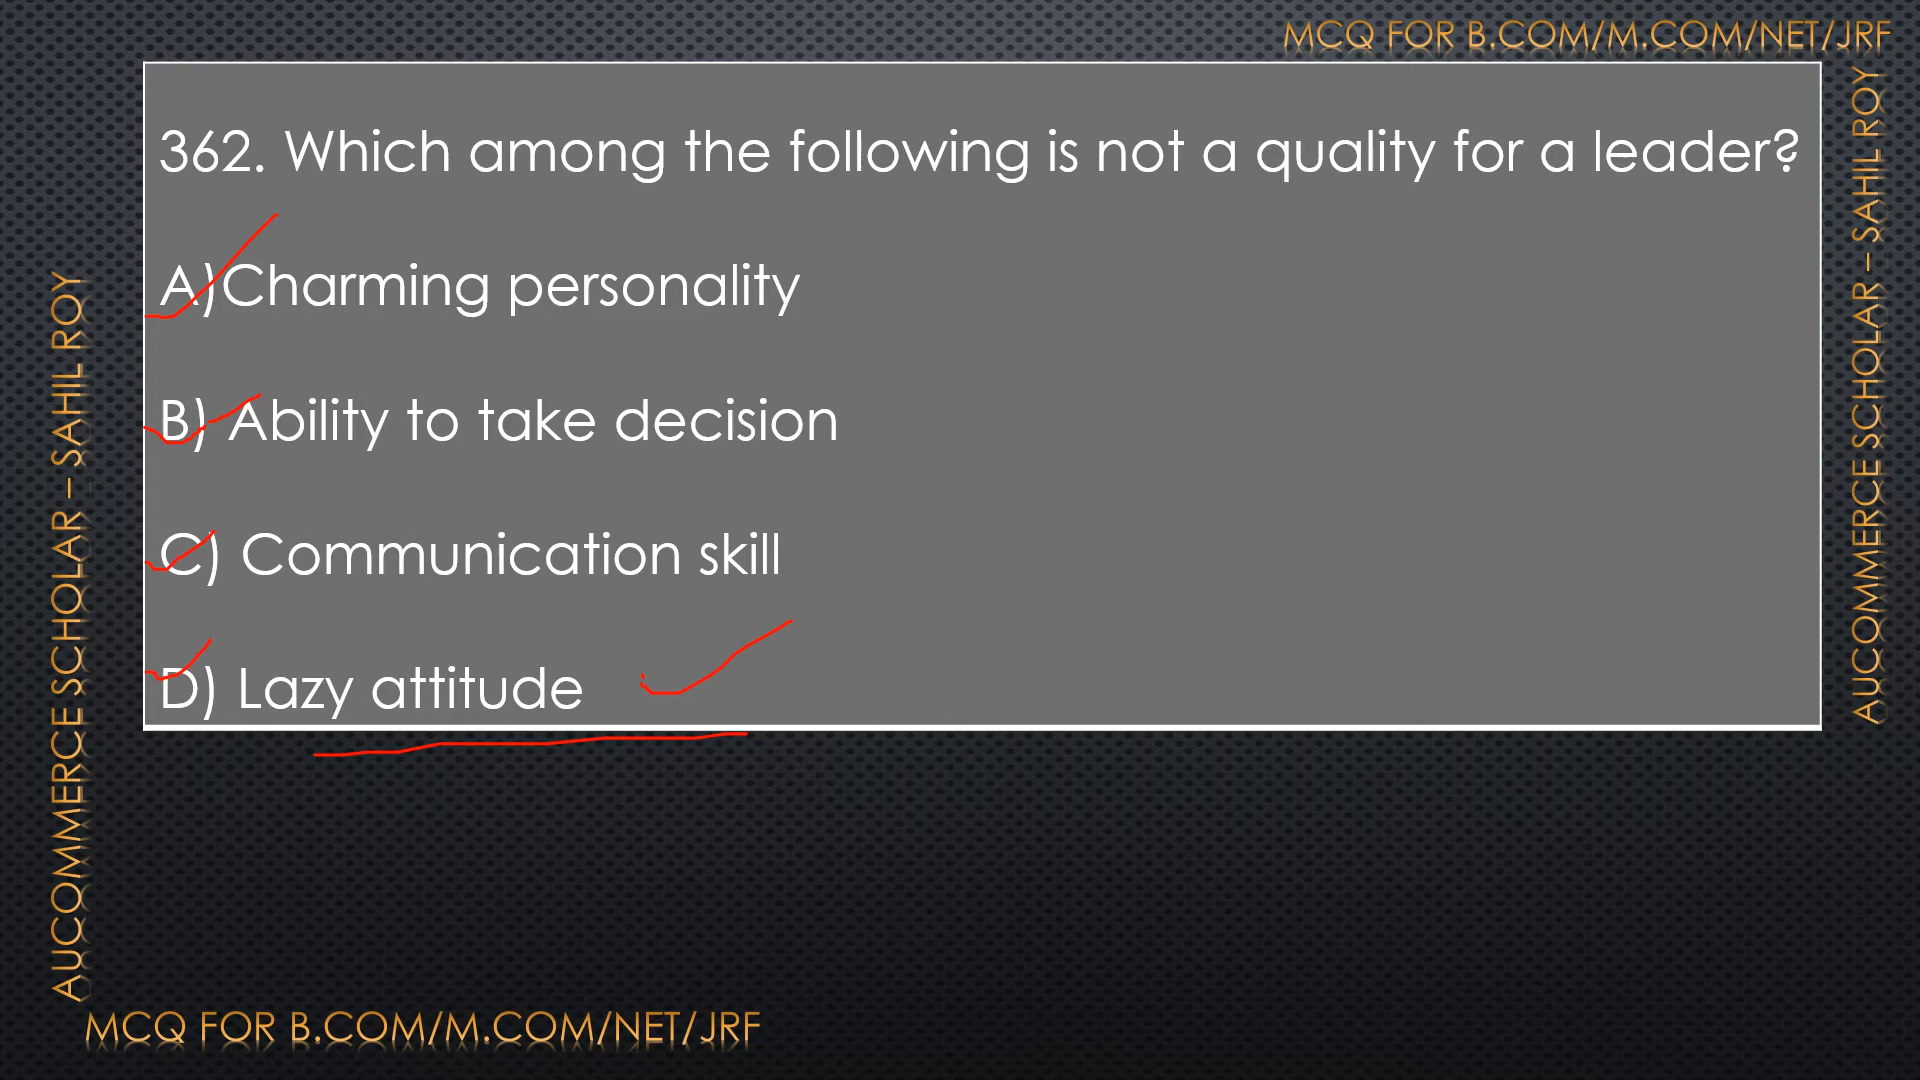 MCQ FOR B.COM/M.COM/NET/JRF
362. Which among the following is not a quality for a leader?
A)Charming personality
B) Ability to take decision
C) Communication skill
D) Lazy attitude
AUCOMMERCE SCHOLAR – SAHIL ROY
AUCOMMERCE SCHOLAR – SAHIL ROY
MCQ FOR B.COM/M.COM/NET/JRF